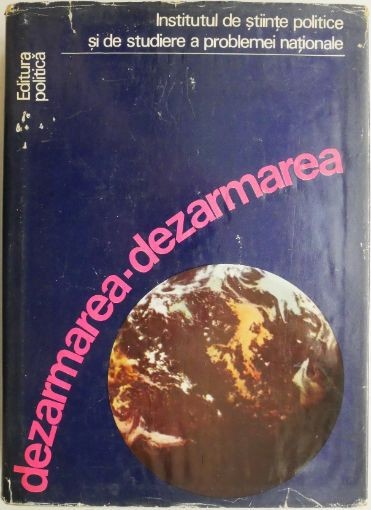 Institutul de științe politice
și de studiere a problemei naționale
Editura
politică
dezarmarea·dezarmarea